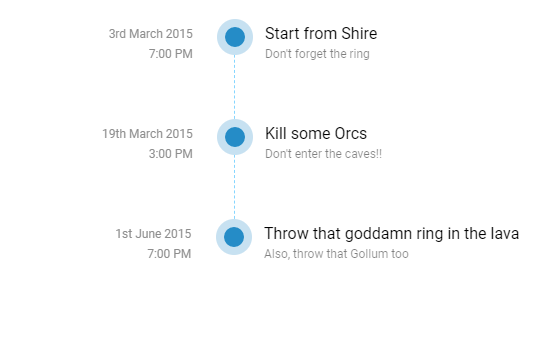 3rd March 2015
7:00 PM
Start from Shire
Don't forget the ring
19th March 2015
3:00 PM
Kill some Orcs
Don't enter the caves!!
1st June 2015
7:00 PM
Throw that goddamn ring in the lava
Also, throw that Gollum too